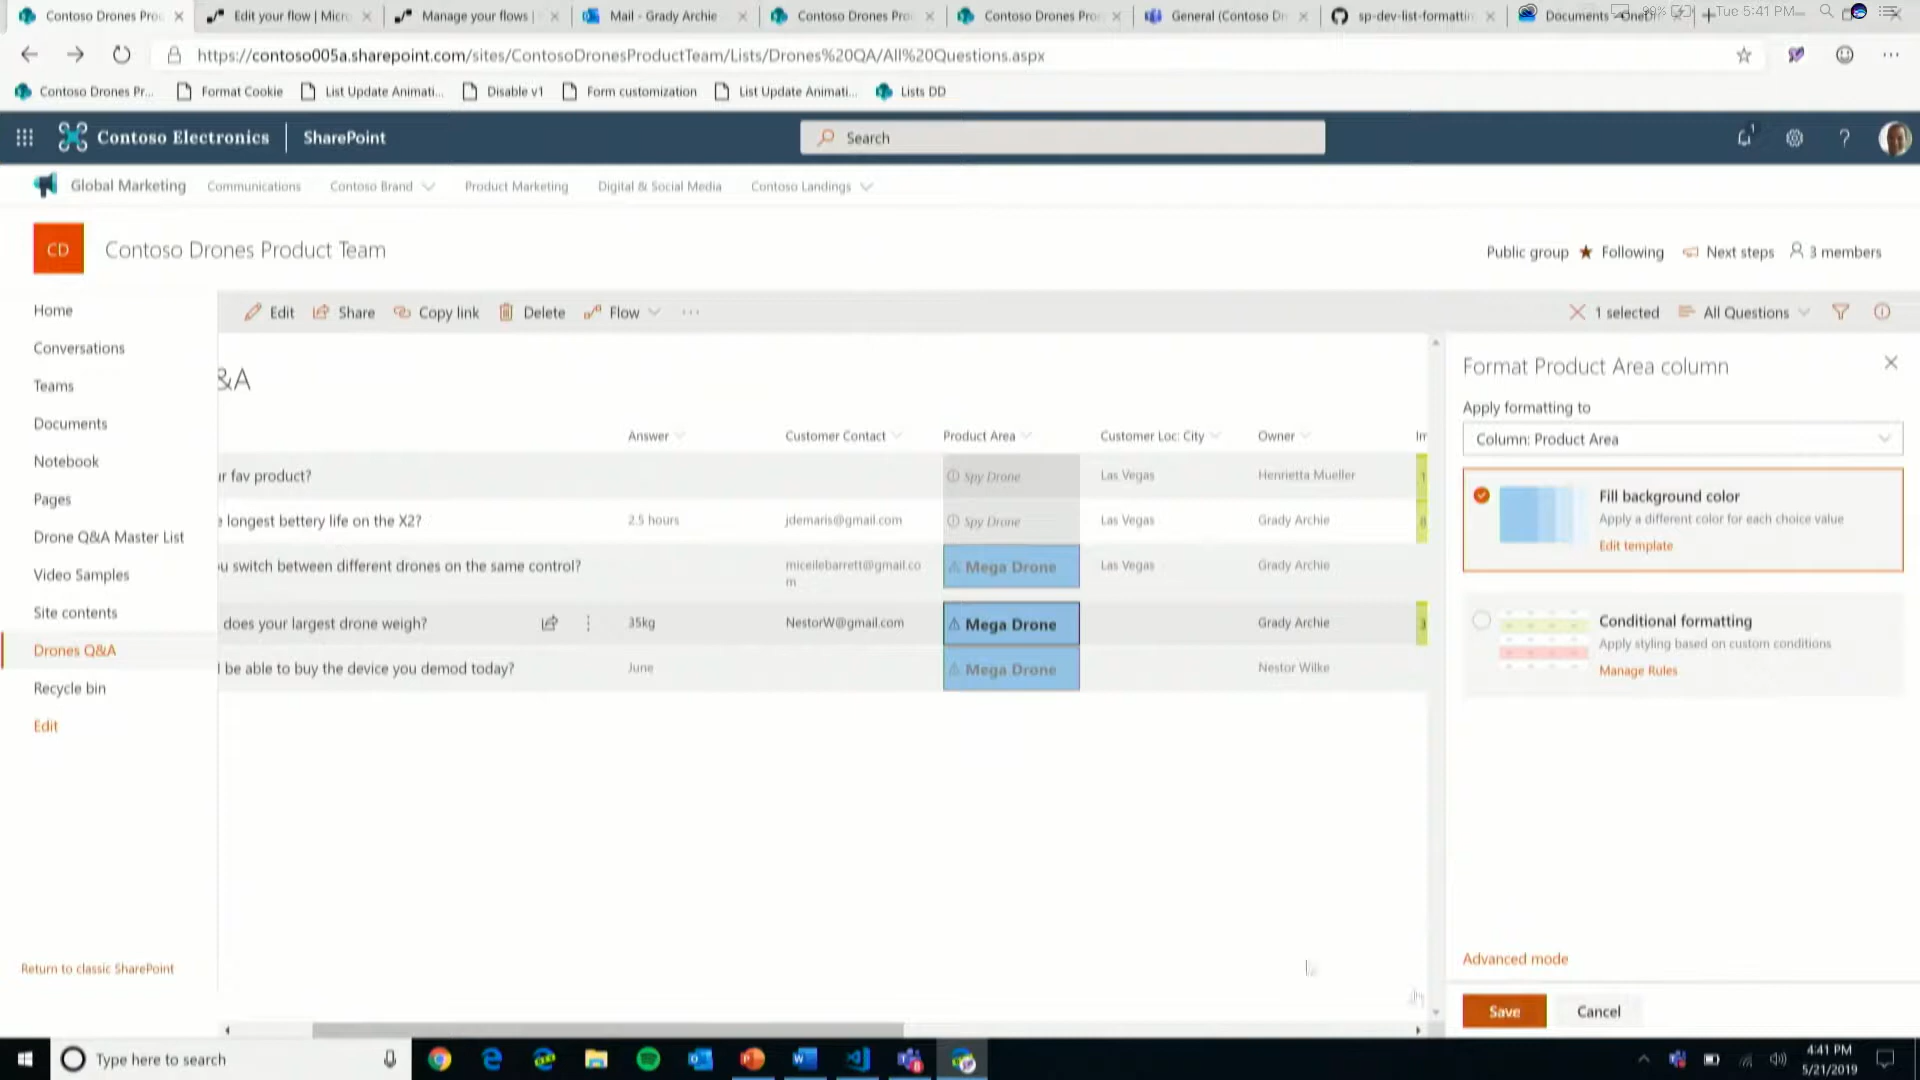 Contoso Drones Pro
Edit your flow | Micro
Manage your flows |
Mail - Grady Archie
Contoso Drones Pro
Contoso Drones Pro
General (Contoso Dr
sp-dev-list-formattin
Documents - OneDr
99%
Tue 5:41 PM
https://contoso005a.sharepoint.com/sites/ContosoDronesProductTeam/Lists/Drones%20QA/All%20Questions.aspx
Contoso Drones Pr...
Format Cookie
List Update Animati...
Disable v1
Form customization
List Update Animati...
Lists DD
Contoso Electronics
SharePoint
Search
1
?
Global Marketing
Communications
Contoso Brand
Product Marketing
Digital & Social Media
Contoso Landings
CD
Contoso Drones Product Team
Public group
Following
Next steps
3 members
Home
Conversations
Teams
Documents
Notebook
Pages
Drone Q&A Master List
Video Samples
Site contents
Drones Q&A
Recycle bin
Edit
Return to classic SharePoint
Edit
Share
Copy link
Delete
Flow
...
1 selected
All Questions
&A
Answer
Customer Contact
Product Area
Customer Loc: City
Owner
Im
ur fav product?
Spy Drone
Las Vegas
Henrietta Mueller
1
e longest bettery life on the X2?
2.5 hours
jdemaris@gmail.com
Spy Drone
Las Vegas
Grady Archie
u switch between different drones on the same control?
miceilebarrett@gmail.co
m
Mega Drone
Las Vegas
Grady Archie
does your largest drone weigh?
35kg
NestorW@gmail.com
Mega Drone
Grady Archie
3
l be able to buy the device you demod today?
June
Mega Drone
Nestor Wilke
Format Product Area column
Apply formatting to
Column: Product Area
Fill background color
Apply a different color for each choice value
Edit template
Conditional formatting
Apply styling based on custom conditions
Manage Rules
Advanced mode
Save
Cancel
Type here to search
4:41 PM
5/21/2019